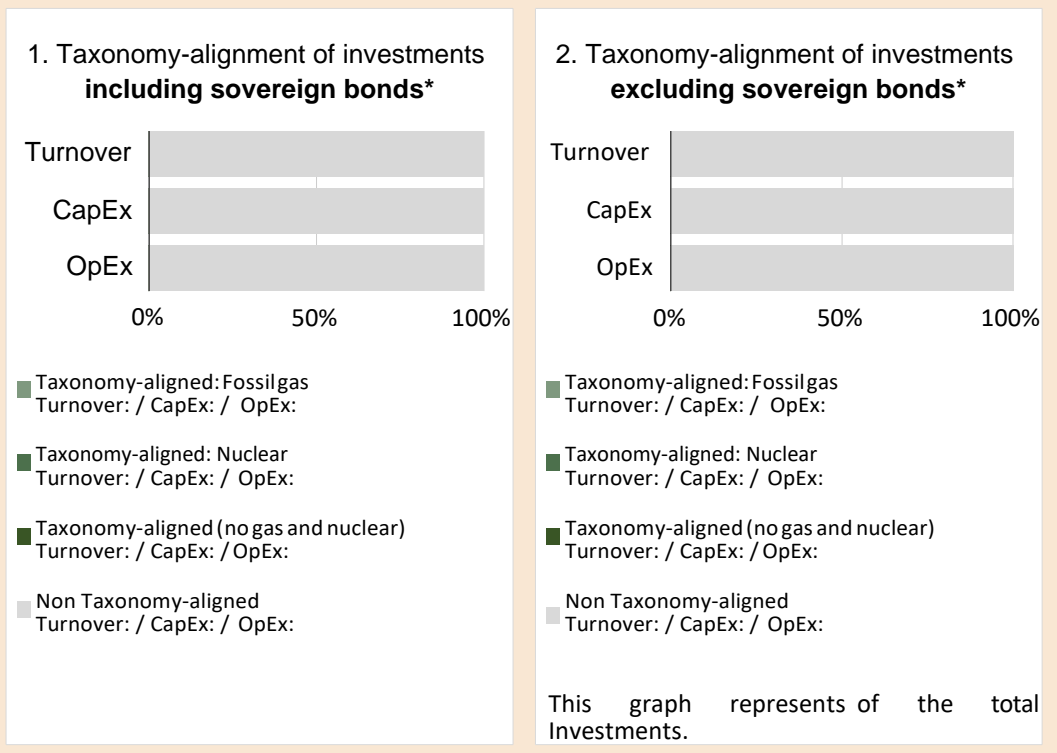 1. Taxonomy-alignment of investments
including sovereign bonds*
Turnover
CapEx
OpEx
0% 50% 100%
Taxonomy-aligned: Fossil gas
Turnover: / CapEx: / OpEx:
Taxonomy-aligned: Nuclear
Turnover: / CapEx: / OpEx:
Taxonomy-aligned (no gas and nuclear)
Turnover: / CapEx: / OpEx:
Non Taxonomy-aligned
Turnover: / CapEx: / OpEx:
2. Taxonomy-alignment of investments
excluding sovereign bonds*
Turnover
CapEx
OpEx
0% 50% 100%
Taxonomy-aligned: Fossil gas
Turnover: / CapEx: / OpEx:
Taxonomy-aligned: Nuclear
Turnover: / CapEx: / OpEx:
Taxonomy-aligned (no gas and nuclear)
Turnover: / CapEx: / OpEx:
Non Taxonomy-aligned
Turnover: / CapEx: / OpEx:
This graph represents of the total
Investments.